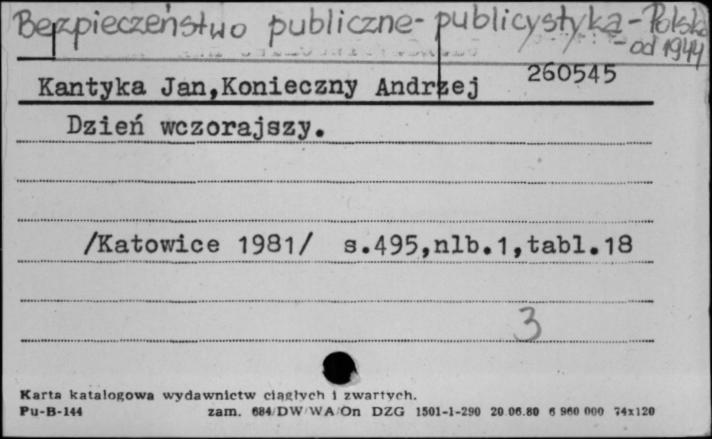 Bezpieczeństwo publiczne - publicystyka - Polska
- od 1944
260545
Kantyka Jan,Konieczny Andrzej
Dzień wczorajszy.
/Katowice 1981/ s.495,nlb.1,tabl.18
3
Karta katalogowa wydawnictw ciągłych i zwartych.
Pu-B-144 zam. 684/DW/WA/On DZG 1501-1-290 20.06.80 6 960 000 74x120